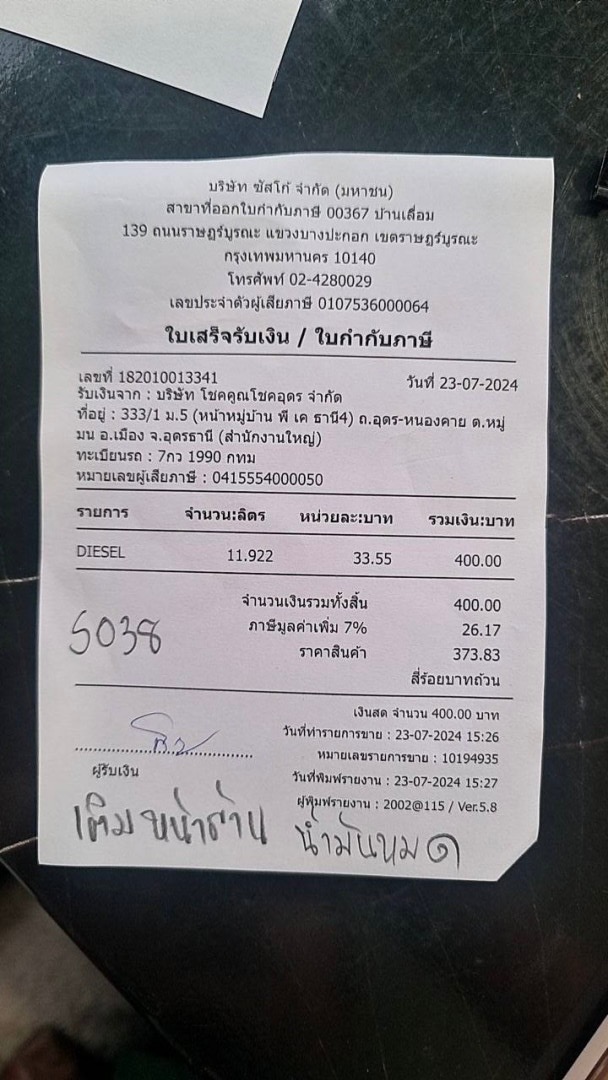 บริษัท ซัสโก้ จำกัด (มหาชน)
สาขาที่ออกใบกำกับภาษี 00367 ปานเลื่อม
139 ถนนราษฎร์บูรณะ แขวงบางปะกอก เขตราษฎร์บูรณะ
กรุงเทพมหานคร 10140
โทรศัพท์ 02-4280029
เลขประจำตัวผู้เสียภาษี 0107536000064
ใบเสร็จรับเงิน / ใบกำกับภาษี
เลขที่ 182010013341 วันที่ 23-07-2024
รับเงินจาก : บริษัท โชคคูณโชคอุดร จำกัด
ที่อยู่ : 333/1 ม.5 (หน้าหมู่บ้าน พี เค ธานี4) ถ.อุดร-หนองคาย ต.หมู
มน อ.เมือง จ.อุดรธานี (สำนักงานใหญ่)
ทะเบียนรถ : 7กว 1990 กทม
หมายเลขผู้เสียภาษี : 0415554000050
รายการ จำนวน:ลิตร หน่วยละ:บาท รวมเงิน:บาท
DIESEL 11.922 33.55 400.00
จำนวนเงินรวมทั้งสิ้น 400.00
ภาษีมูลค่าเพิ่ม 7% 26.17
ราคาสินค้า 373.83
สี่ร้อยบาทถ้วน
5038
เงินสด จำนวน 400.00 บาท
วันที่ทำรายการขาย : 23-07-2024 15:26
หมายเลขรายการขาย : 10194935
วันที่พิมพ์รายงาน : 23-07-2024 15:27
ผู้พิมพ์รายงาน : 2002@115 / Ver.5.8
ผู้รับเงิน
เติมหน้าด้าน น้ำมันหมด